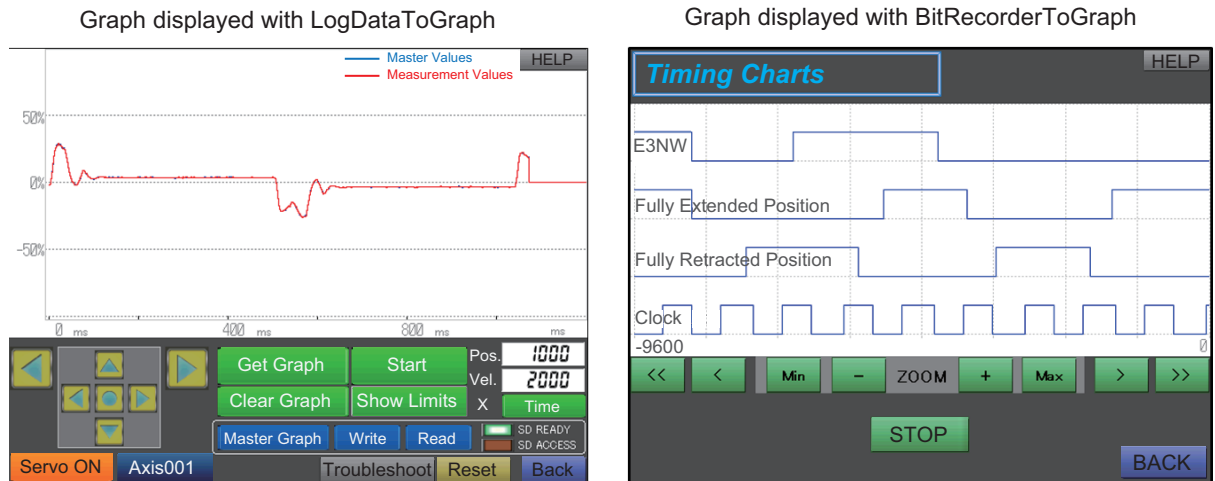 Graph displayed with LogDataToGraph
Master Values
Measurement Values
HELP
50%
0%
-50%
0 ms 400 ms 800 ms ms
Get Graph Start Pos. 1000
Vel. 2000
Clear Graph Show Limits X Time
Master Graph Write Read SD READY
SD ACCESS
Servo ON Axis001 Troubleshoot Reset Back
Graph displayed with BitRecorderToGraph
Timing Charts HELP
E3NW
Fully Extended Position
Fully Retracted Position
Clock
-9600 0
<< < Min - ZOOM + Max > >>
STOP
BACK